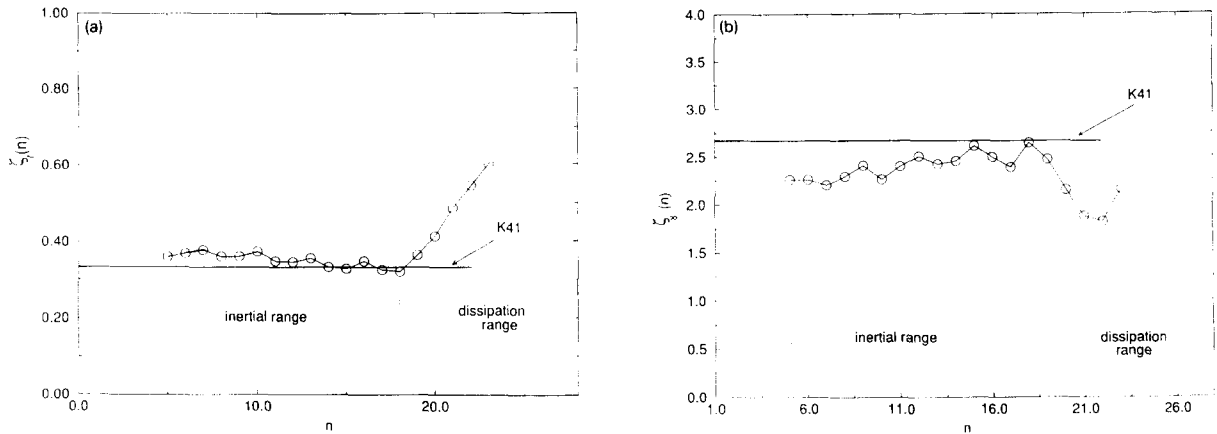 (a)
1.00
0.80
0.60
0.40
0.20
0.00
ζ₁(n)
K41
inertial range
dissipation
range
0.0
10.0
20.0
n
(b)
4.0
3.5
3.0
2.5
2.0
1.5
1.0
0.5
0.0
ζ₈(n)
K41
inertial range
dissipation
range
1.0
6.0
11.0
16.0
21.0
26.0
n